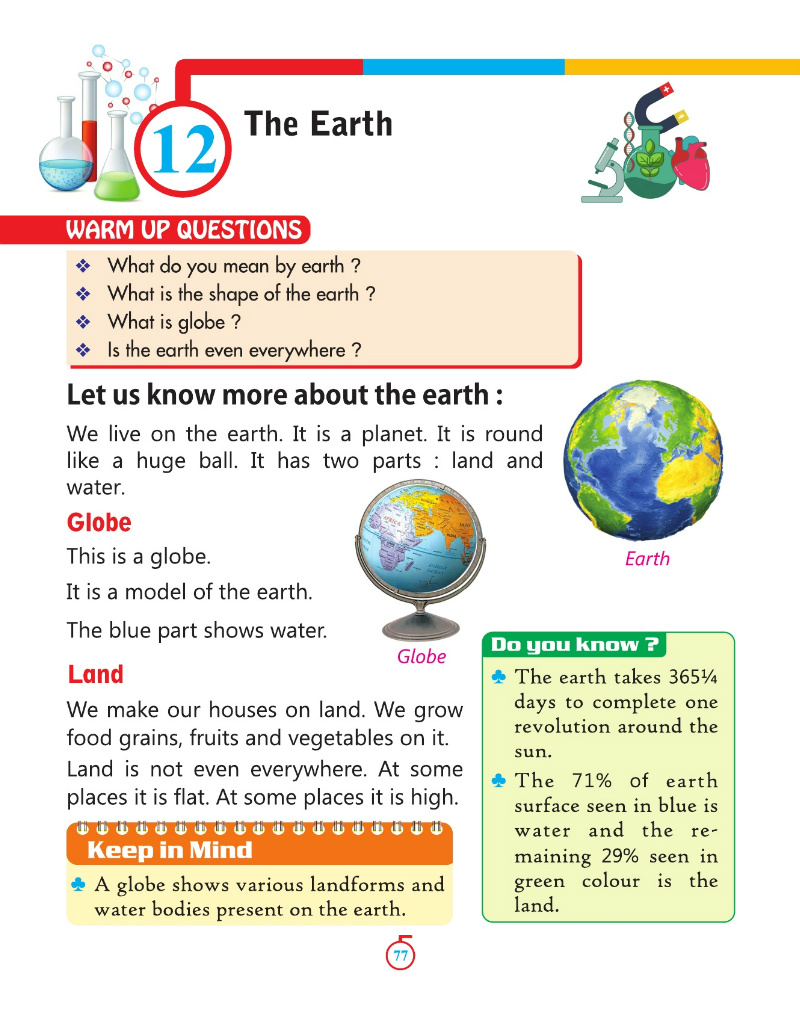 12
The Earth
WARM UP QUESTIONS
❖ What do you mean by earth ?
❖ What is the shape of the earth ?
❖ What is globe ?
❖ Is the earth even everywhere ?
Let us know more about the earth :
We live on the earth. It is a planet. It is round
like a huge ball. It has two parts : land and
water.
Earth
Globe
This is a globe.
It is a model of the earth.
The blue part shows water.
AFRICA
Globe
Land
We make our houses on land. We grow
food grains, fruits and vegetables on it.
Land is not even everywhere. At some
places it is flat. At some places it is high.
Keep in Mind
♣ A globe shows various landforms and
water bodies present on the earth.
Do you know ?
♣ The earth takes 365¼
days to complete one
revolution around the
sun.
♣ The 71% of earth
surface seen in blue is
water and the re-
maining 29% seen in
green colour is the
land.
77